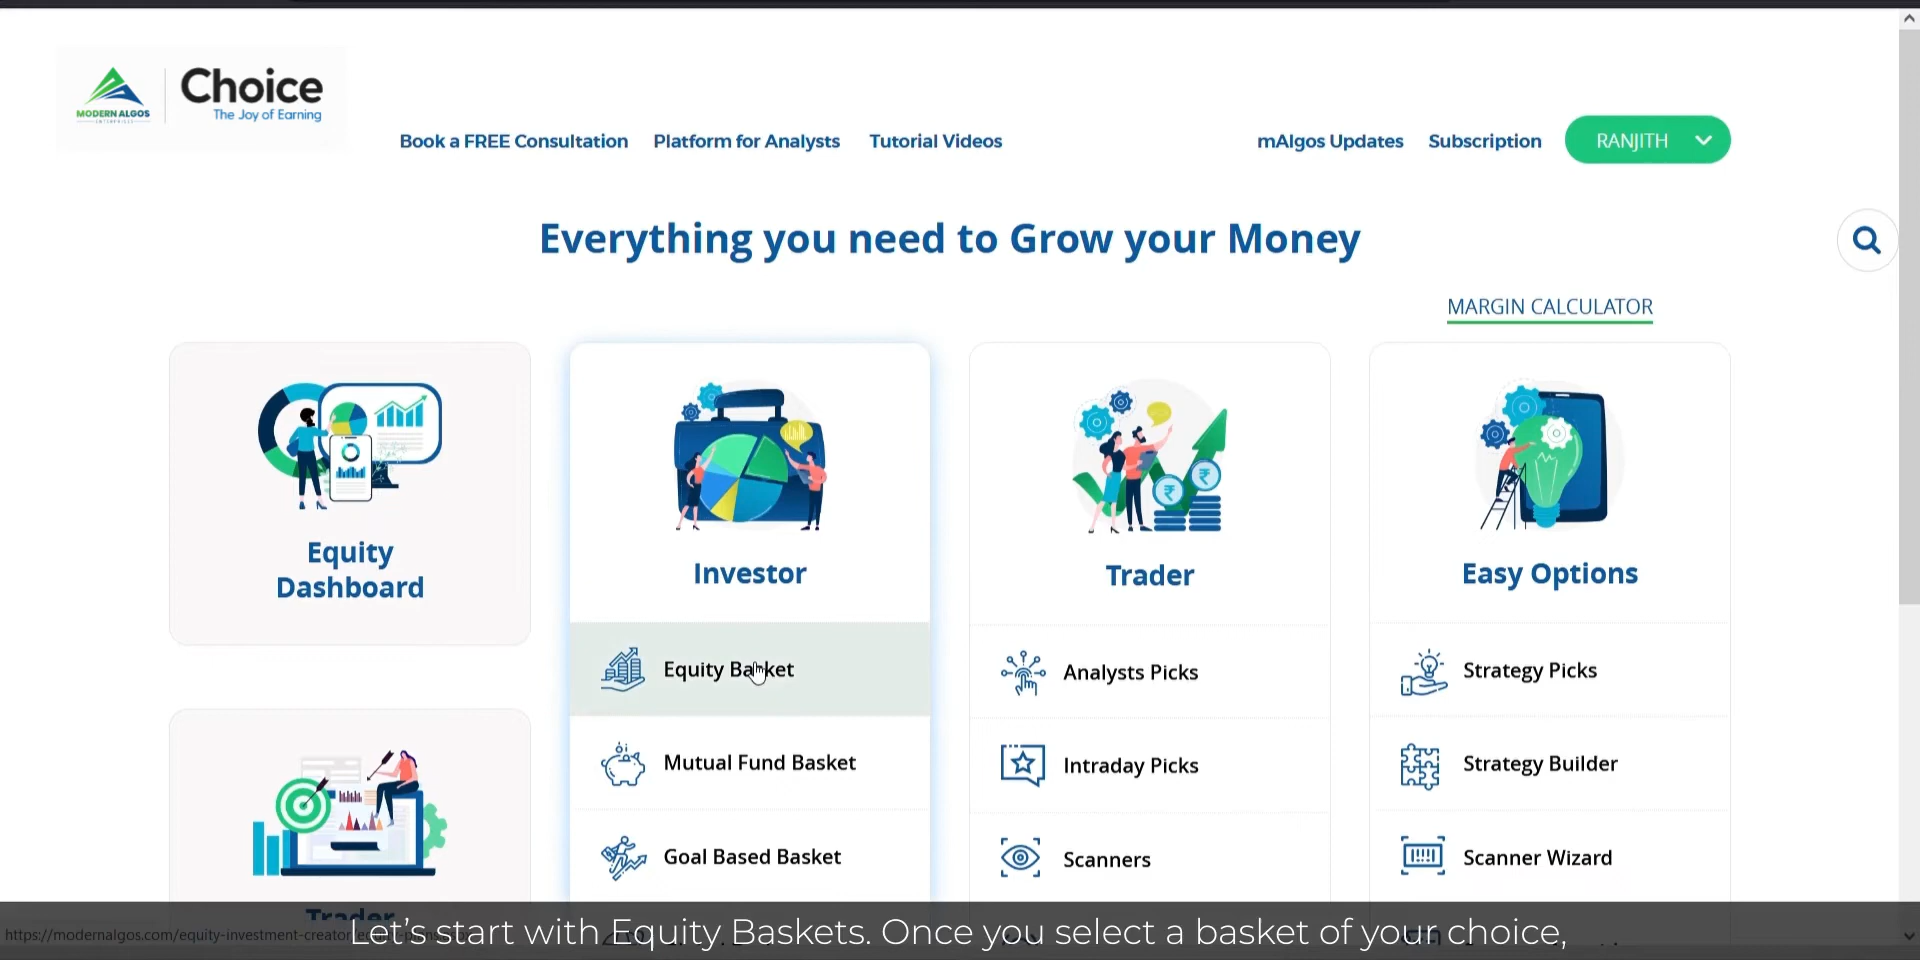 MODERN ALGOS
Choice
The Joy of Earning
Book a FREE Consultation
Platform for Analysts
Tutorial Videos
mAlgos Updates
Subscription
RANJITH
Everything you need to Grow your Money
MARGIN CALCULATOR
Equity
Dashboard
Investor
Trader
Easy Options
Equity Basket
Analysts Picks
Strategy Picks
Mutual Fund Basket
Intraday Picks
Strategy Builder
Goal Based Basket
Scanners
Scanner Wizard
Trader
Let's start with Equity Baskets. Once you select a basket of your choice,
https://modernalgos.com/equity-investment-creator